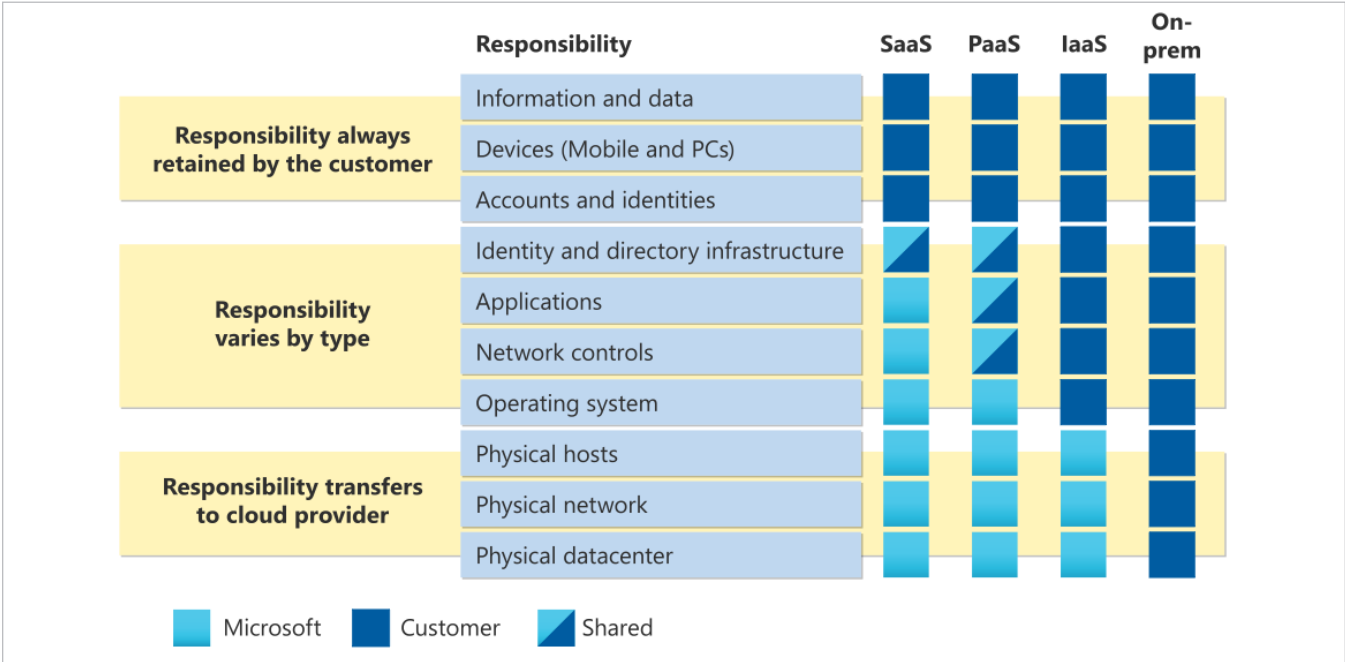 Responsibility
SaaS
PaaS
IaaS
On-
prem
Responsibility always
retained by the customer
Information and data
Devices (Mobile and PCs)
Accounts and identities
Responsibility
varies by type
Identity and directory infrastructure
Applications
Network controls
Operating system
Responsibility transfers
to cloud provider
Physical hosts
Physical network
Physical datacenter
Microsoft
Customer
Shared